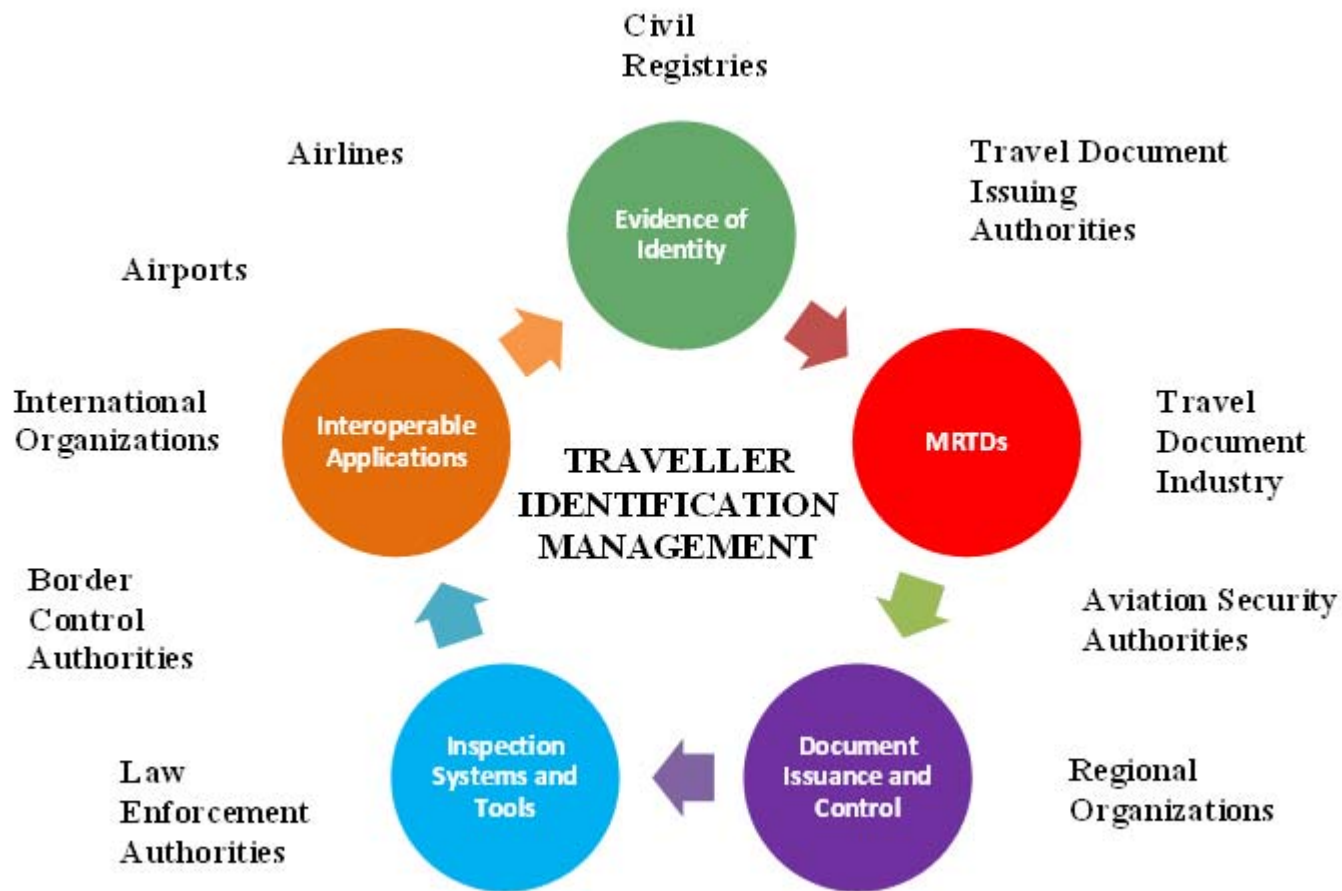 Civil
Registries
Airlines
Travel Document
Issuing
Authorities
Evidence of
Identity
Airports
International
Organizations
Interoperable
Applications
TRAVELLER
IDENTIFICATION
MANAGEMENT
MRTDs
Travel
Document
Industry
Border
Control
Authorities
Aviation Security
Authorities
Law
Enforcement
Authorities
Inspection
Systems and
Tools
Document
Issuance and
Control
Regional
Organizations